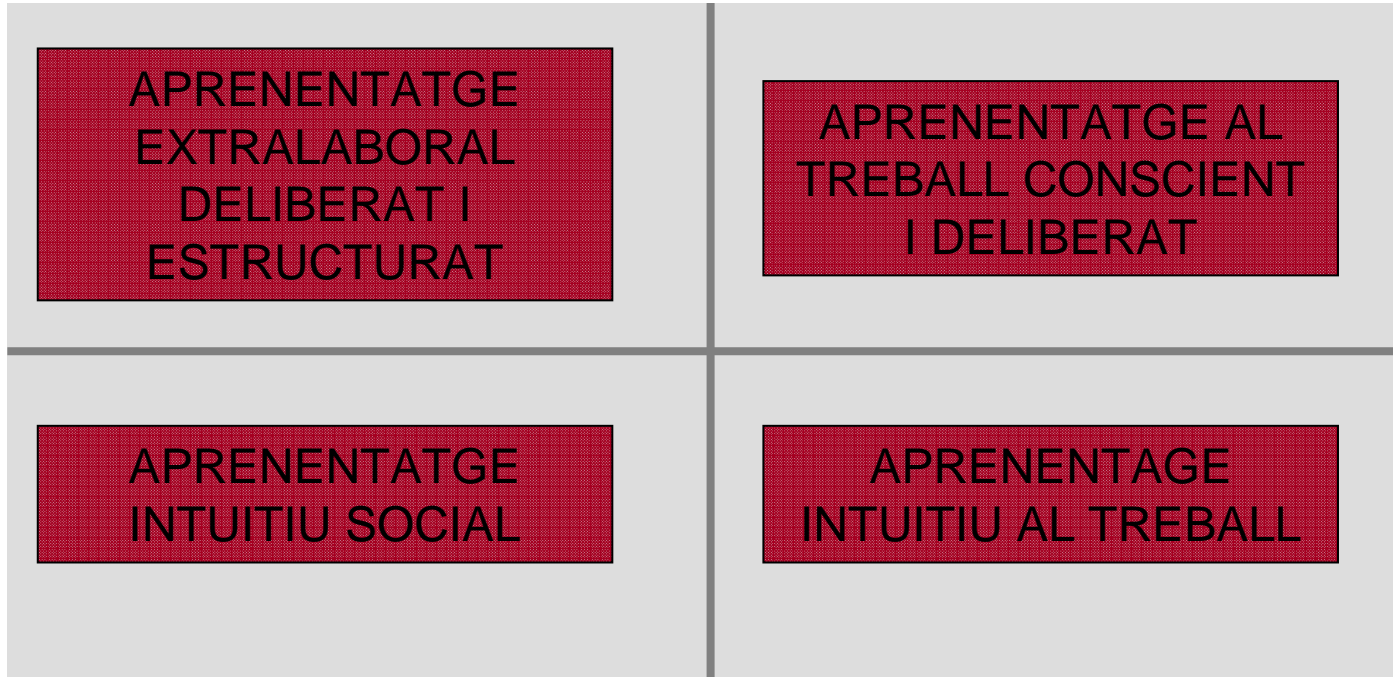 APRENENTATGE
EXTRALABORAL
DELIBERAT I
ESTRUCTURAT
APRENENTATGE AL
TREBALL CONSCIENT
I DELIBERAT
APRENENTATGE
INTUITIU SOCIAL
APRENENTAGE
INTUITIU AL TREBALL